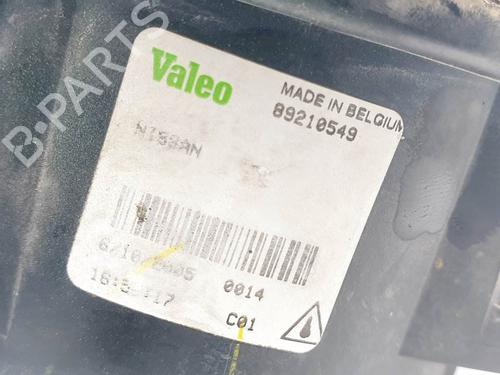 Valeo
MADE IN BELGIUM
89210549
NISSAN
0014
C01
B-PARTS